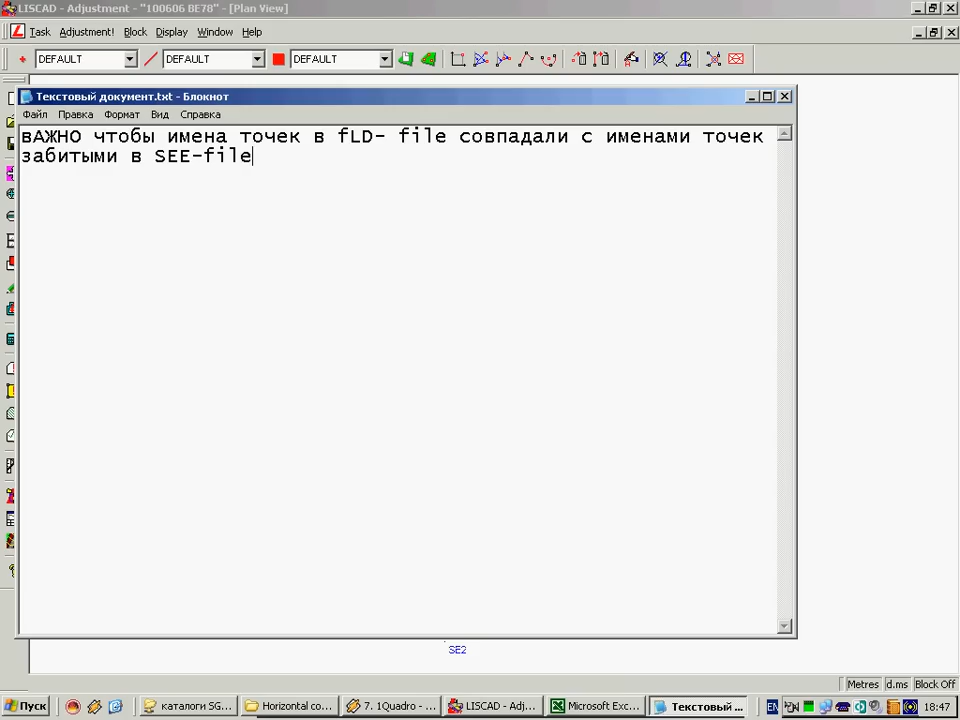 LISCAD - Adjustment - "100606 BE78" - [Plan View]
Task Adjustment! Block Display Window Help
DEFAULT DEFAULT DEFAULT
Текстовый документ.txt - Блокнот
Файл Правка Формат Вид Справка
вАЖНО чтобы имена точек в fLD- file совпадали с именами точек
забитыми в SEE-file
SE2
Metres d.ms Block Off
Пуск каталоги SG... Horizontal co... 7. 1Quadro - ... LISCAD - Adj... Microsoft Exc... Текстовый ... EN 18:47